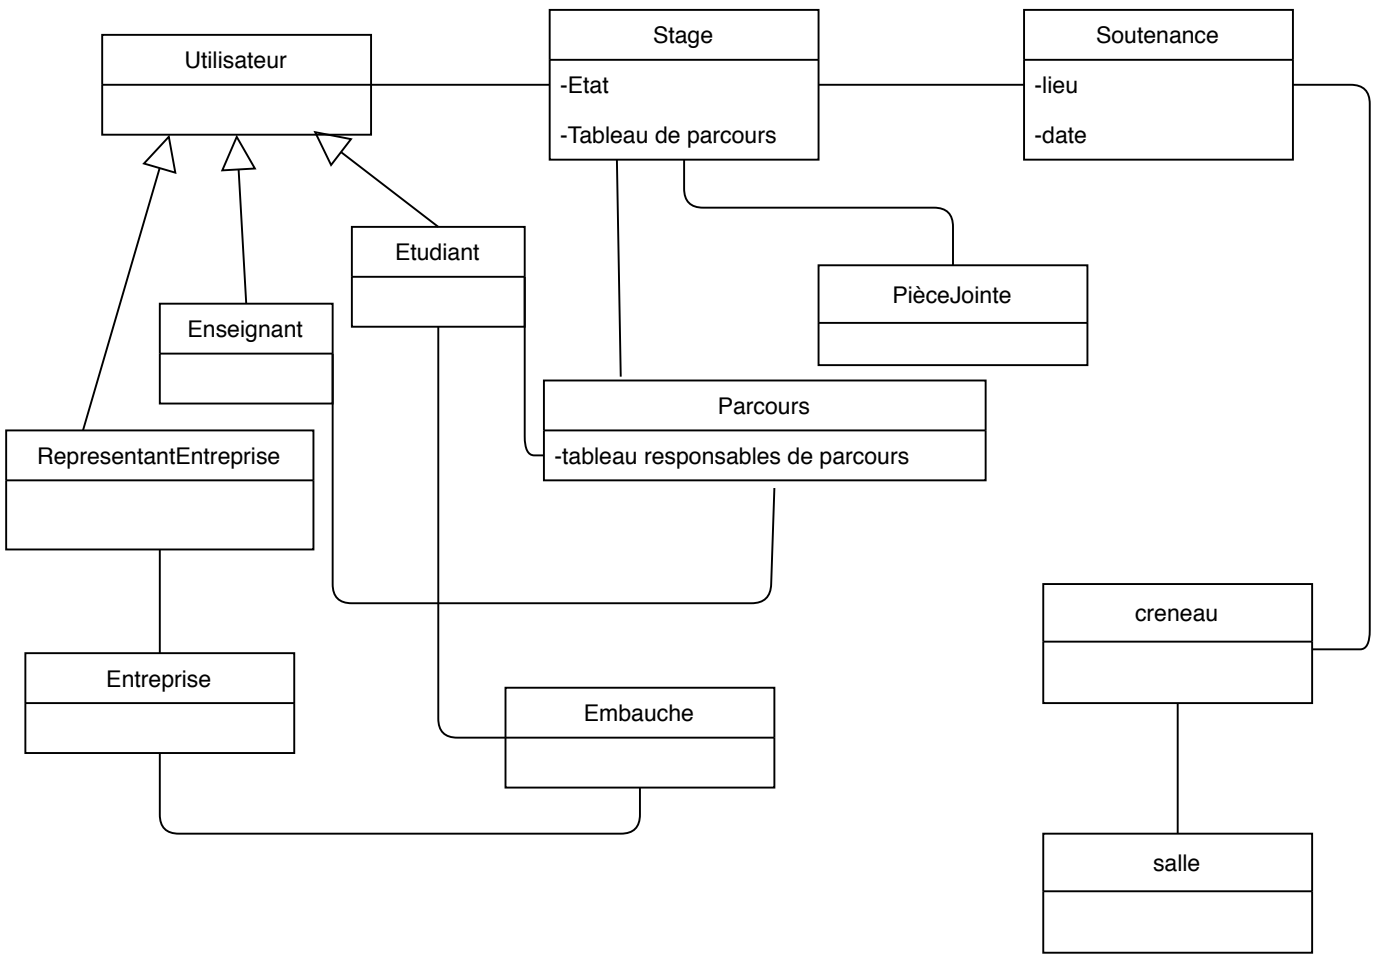 Stage
Soutenance
Utilisateur
-Etat
-lieu
-Tableau de parcours
-date
Etudiant
PièceJointe
Enseignant
Parcours
RepresentantEntreprise
-tableau responsables de parcours
creneau
Entreprise
Embauche
salle